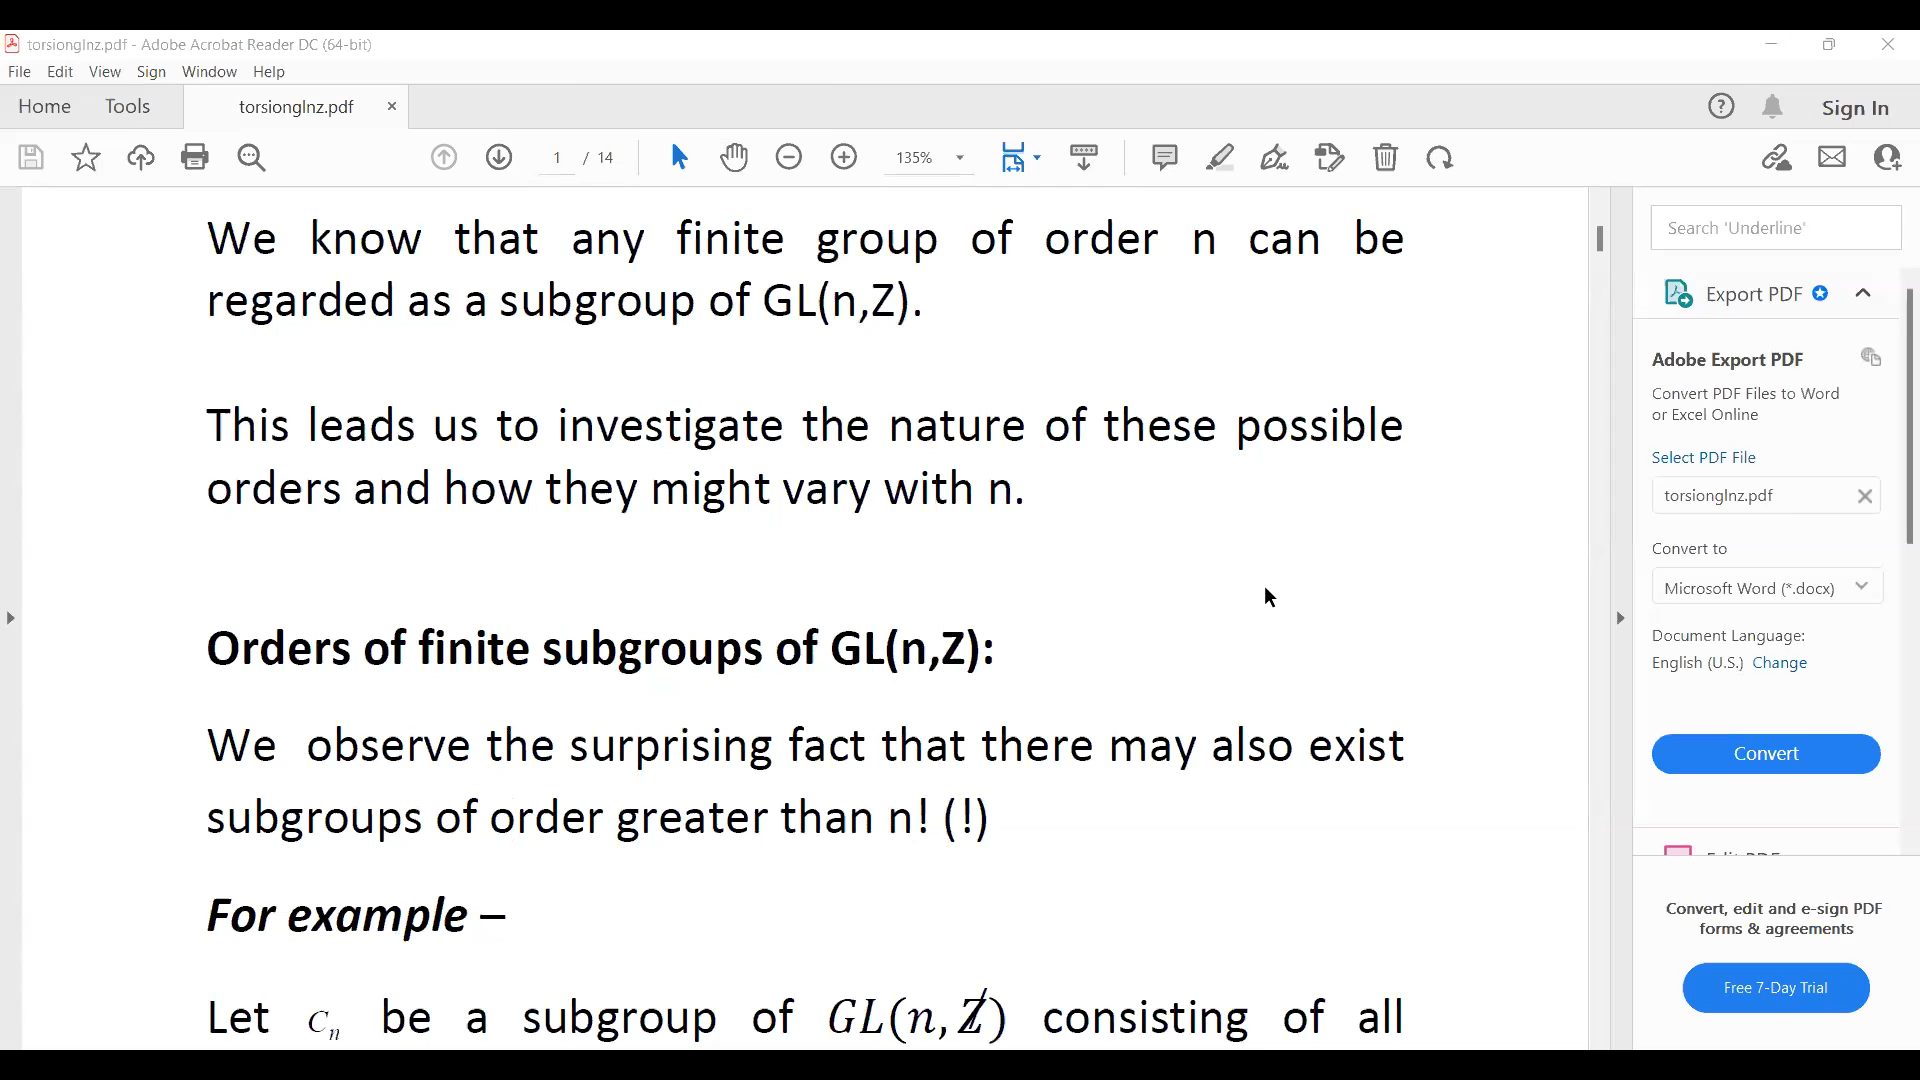 torsionglnz.pdf - Adobe Acrobat Reader DC (64-bit)
File Edit View Sign Window Help
Home Tools torsionglnz.pdf Sign In
1 / 14 135%
We know that any finite group of order n can be
regarded as a subgroup of GL(n,Z).
This leads us to investigate the nature of these possible
orders and how they might vary with n.
Orders of finite subgroups of GL(n,Z):
We observe the surprising fact that there may also exist
subgroups of order greater than n! (!)
For example –
Let Cₙ be a subgroup of GL(n, Z) consisting of all
Search 'Underline'
Export PDF
Adobe Export PDF
Convert PDF Files to Word
or Excel Online
Select PDF File
torsionglnz.pdf
Convert to
Microsoft Word (*.docx)
Document Language:
English (U.S.) Change
Convert
Convert, edit and e-sign PDF
forms & agreements
Free 7-Day Trial